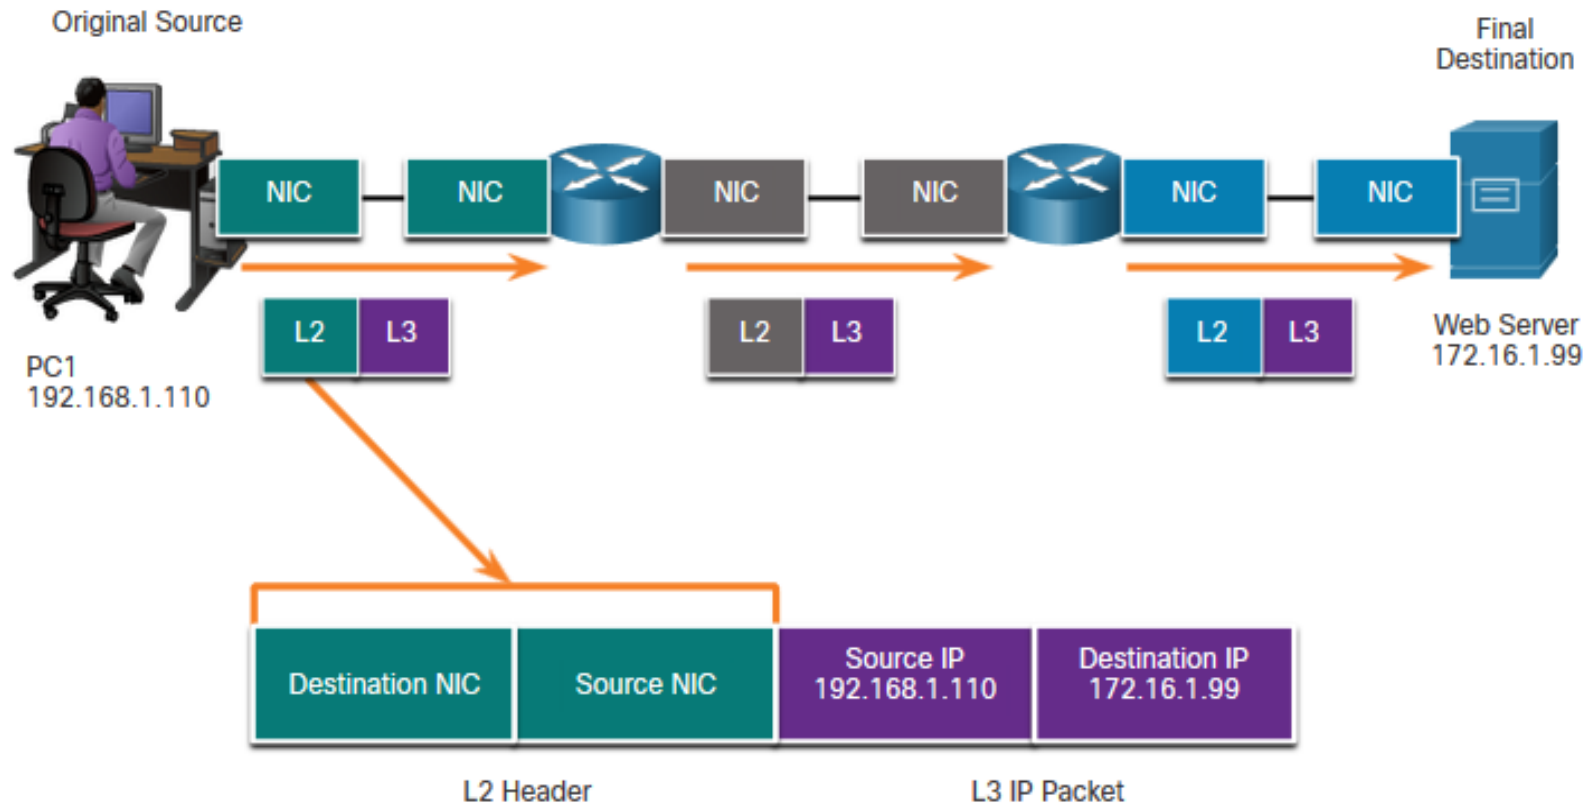 Original Source
Final
Destination
NIC
NIC
NIC
NIC
NIC
NIC
L2
L3
L2
L3
L2
L3
PC1
192.168.1.110
Web Server
172.16.1.99
Destination NIC
Source NIC
Source IP
192.168.1.110
Destination IP
172.16.1.99
L2 Header
L3 IP Packet